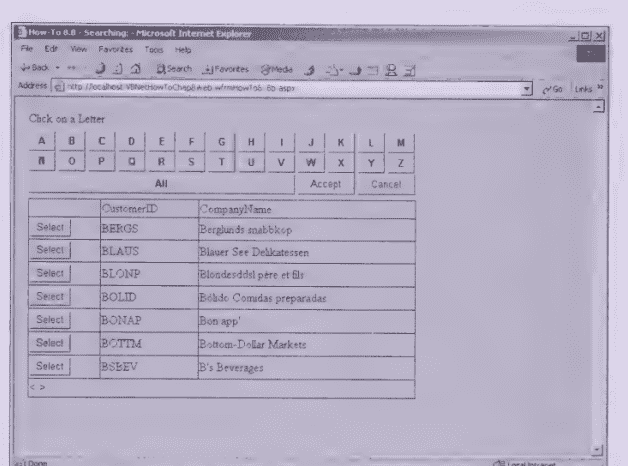 How-To 8.8 - Searching: - Microsoft Internet Explorer
File Edit View Favorites Tools Help
Back Search Favorites Media
Address Go Links »
Click on a Letter
A B C D E F G H I J K L M
N O P Q R S T U V W X Y Z
All Accept Cancel
CustomerID CompanyName
Select BERGS Berglunds snabbköp
Select BLAUS Blauer See Delikatessen
Select BLONP Blondesddsl père et fils
Select BOLID Bólido Comidas preparadas
Select BONAP Bon app'
Select BOTTM Bottom-Dollar Markets
Select BSBEV B's Beverages
< >
Done Local intranet